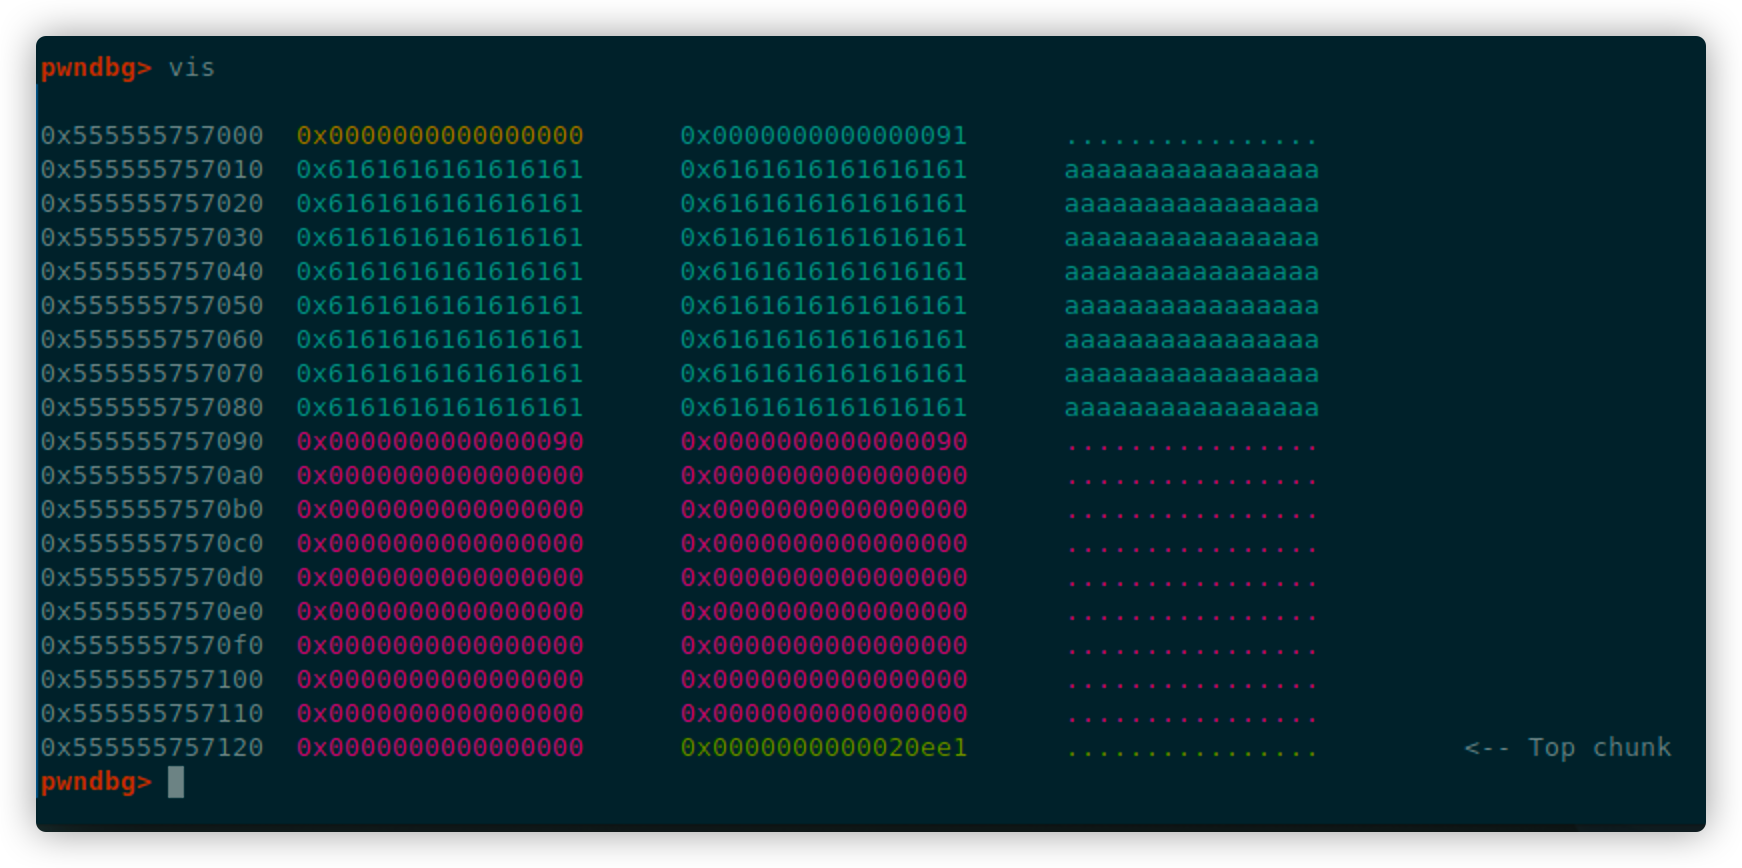 pwndbg> vis
0x555555757000 0x0000000000000000 0x0000000000000091 ................
0x555555757010 0x6161616161616161 0x6161616161616161 aaaaaaaaaaaaaaaa
0x555555757020 0x6161616161616161 0x6161616161616161 aaaaaaaaaaaaaaaa
0x555555757030 0x6161616161616161 0x6161616161616161 aaaaaaaaaaaaaaaa
0x555555757040 0x6161616161616161 0x6161616161616161 aaaaaaaaaaaaaaaa
0x555555757050 0x6161616161616161 0x6161616161616161 aaaaaaaaaaaaaaaa
0x555555757060 0x6161616161616161 0x6161616161616161 aaaaaaaaaaaaaaaa
0x555555757070 0x6161616161616161 0x6161616161616161 aaaaaaaaaaaaaaaa
0x555555757080 0x6161616161616161 0x6161616161616161 aaaaaaaaaaaaaaaa
0x555555757090 0x0000000000000090 0x0000000000000090 ................
0x5555557570a0 0x0000000000000000 0x0000000000000000 ................
0x5555557570b0 0x0000000000000000 0x0000000000000000 ................
0x5555557570c0 0x0000000000000000 0x0000000000000000 ................
0x5555557570d0 0x0000000000000000 0x0000000000000000 ................
0x5555557570e0 0x0000000000000000 0x0000000000000000 ................
0x5555557570f0 0x0000000000000000 0x0000000000000000 ................
0x555555757100 0x0000000000000000 0x0000000000000000 ................
0x555555757110 0x0000000000000000 0x0000000000000000 ................
0x555555757120 0x0000000000000000 0x0000000000020ee1 ................ <-- Top chunk
pwndbg>